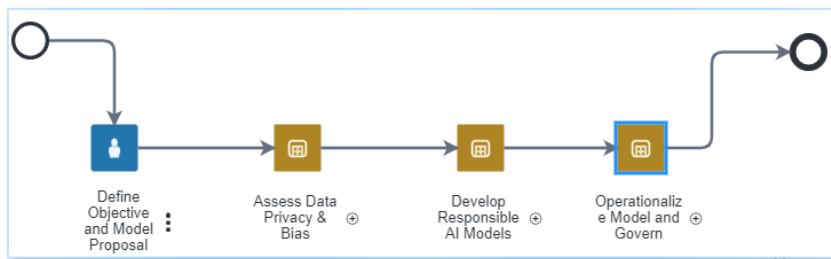 Define
Objective
and Model
Proposal
Assess Data
Privacy &
Bias
Develop
Responsible
AI Models
Operationaliz
e Model and
Govern